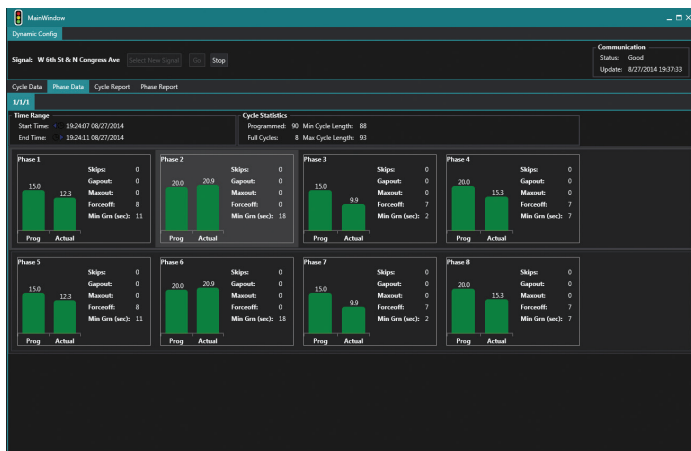 MainWindow
Dynamic Config
Signal: W 6th St & N Congress Ave Select New Signal Go Stop
Communication
Status: Good
Update: 8/27/2014 19:37:33
Cycle Data Phase Data Cycle Report Phase Report
1/1/1
Time Range Cycle Statistics
Start Time: 19:24:07 08/27/2014 Programmed: 90 Min Cycle Length: 88
End Time: 19:24:11 08/27/2014 Full Cycles: 8 Max Cycle Length: 93
Phase 1
15.0 12.3
Prog Actual
Skips: 0
Gapout: 0
Maxout: 0
Forceoff: 8
Min Grn (sec): 11
Phase 2
20.0 20.9
Prog Actual
Skips: 0
Gapout: 0
Maxout: 0
Forceoff: 0
Min Grn (sec): 18
Phase 3
15.0 9.9
Prog Actual
Skips: 0
Gapout: 0
Maxout: 0
Forceoff: 7
Min Grn (sec): 2
Phase 4
20.0 15.3
Prog Actual
Skips: 0
Gapout: 0
Maxout: 0
Forceoff: 7
Min Grn (sec): 7
Phase 5
15.0 12.3
Prog Actual
Skips: 0
Gapout: 0
Maxout: 0
Forceoff: 8
Min Grn (sec): 11
Phase 6
20.0 20.9
Prog Actual
Skips: 0
Gapout: 0
Maxout: 0
Forceoff: 0
Min Grn (sec): 18
Phase 7
15.0 9.9
Prog Actual
Skips: 0
Gapout: 0
Maxout: 0
Forceoff: 7
Min Grn (sec): 2
Phase 8
20.0 15.3
Prog Actual
Skips: 0
Gapout: 0
Maxout: 0
Forceoff: 7
Min Grn (sec): 7